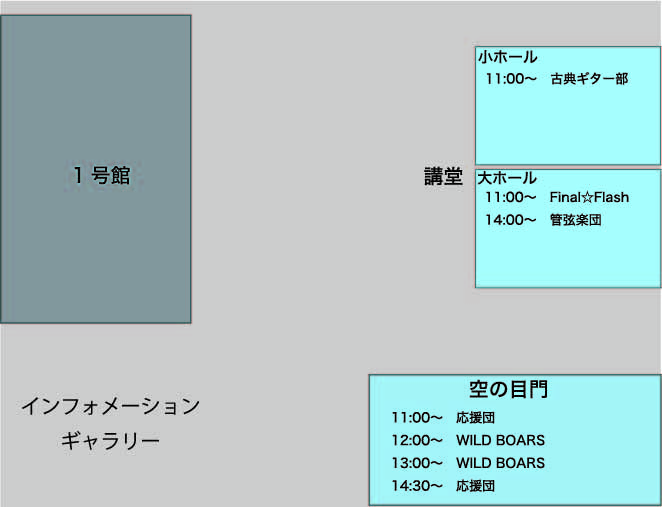 小ホール
11:00〜 古典ギター部
1 号館
講堂
大ホール
11:00〜 Final☆Flash
14:00〜 管弦楽団
インフォメーション
ギャラリー
空の目門
11:00〜 応援団
12:00〜 WILD BOARS
13:00〜 WILD BOARS
14:30〜 応援団